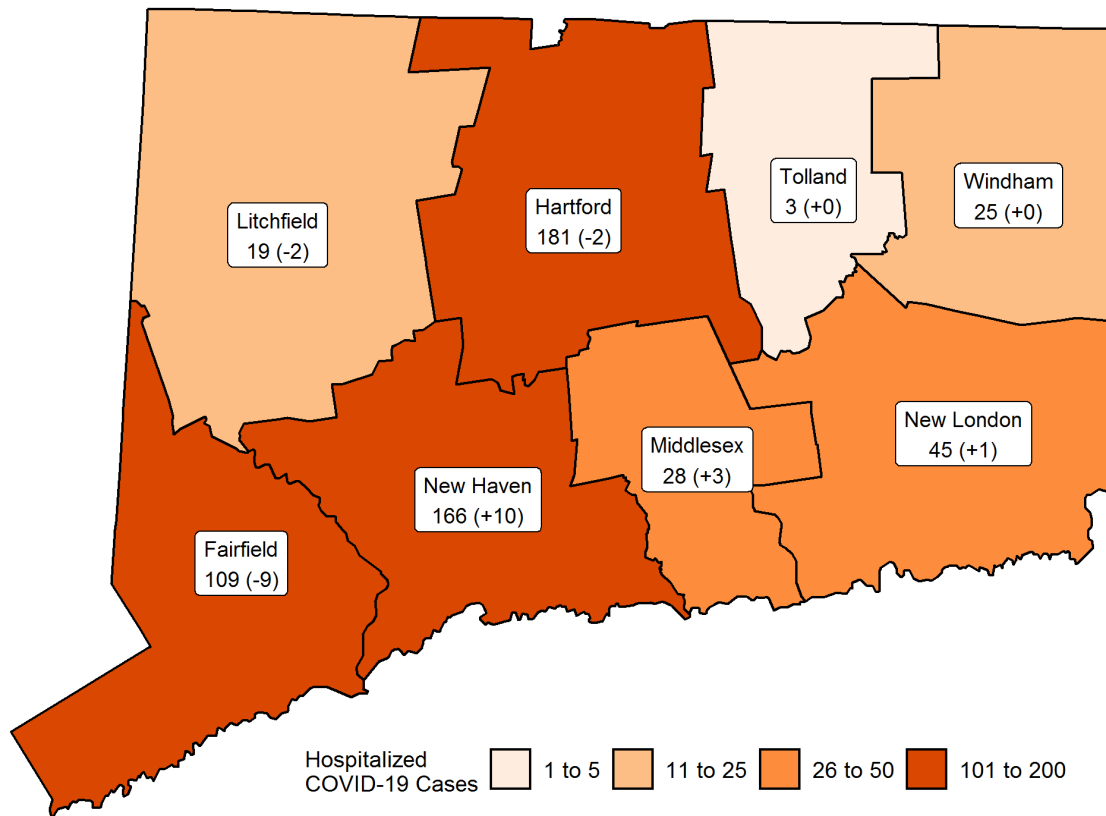 Tolland
3 (+0)
Windham
25 (+0)
Hartford
181 (-2)
Litchfield
19 (-2)
New London
45 (+1)
Middlesex
28 (+3)
New Haven
166 (+10)
Fairfield
109 (-9)
Hospitalized
COVID-19 Cases
1 to 5
11 to 25
26 to 50
101 to 200